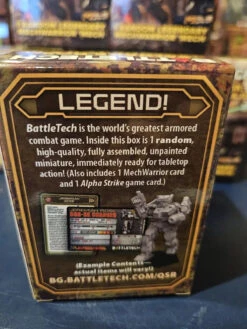 LEGEND!
BattleTech is the world's greatest armored
combat game. Inside this box is 1 random,
high-quality, fully assembled, unpainted
miniature, immediately ready for tabletop
action! (Also includes 1 MechWarrior card
and 1 Alpha Strike game card.)
BATTLETECH
(Example Contents—
actual items will vary!)
BG.BATTLETECH.COM/QSR